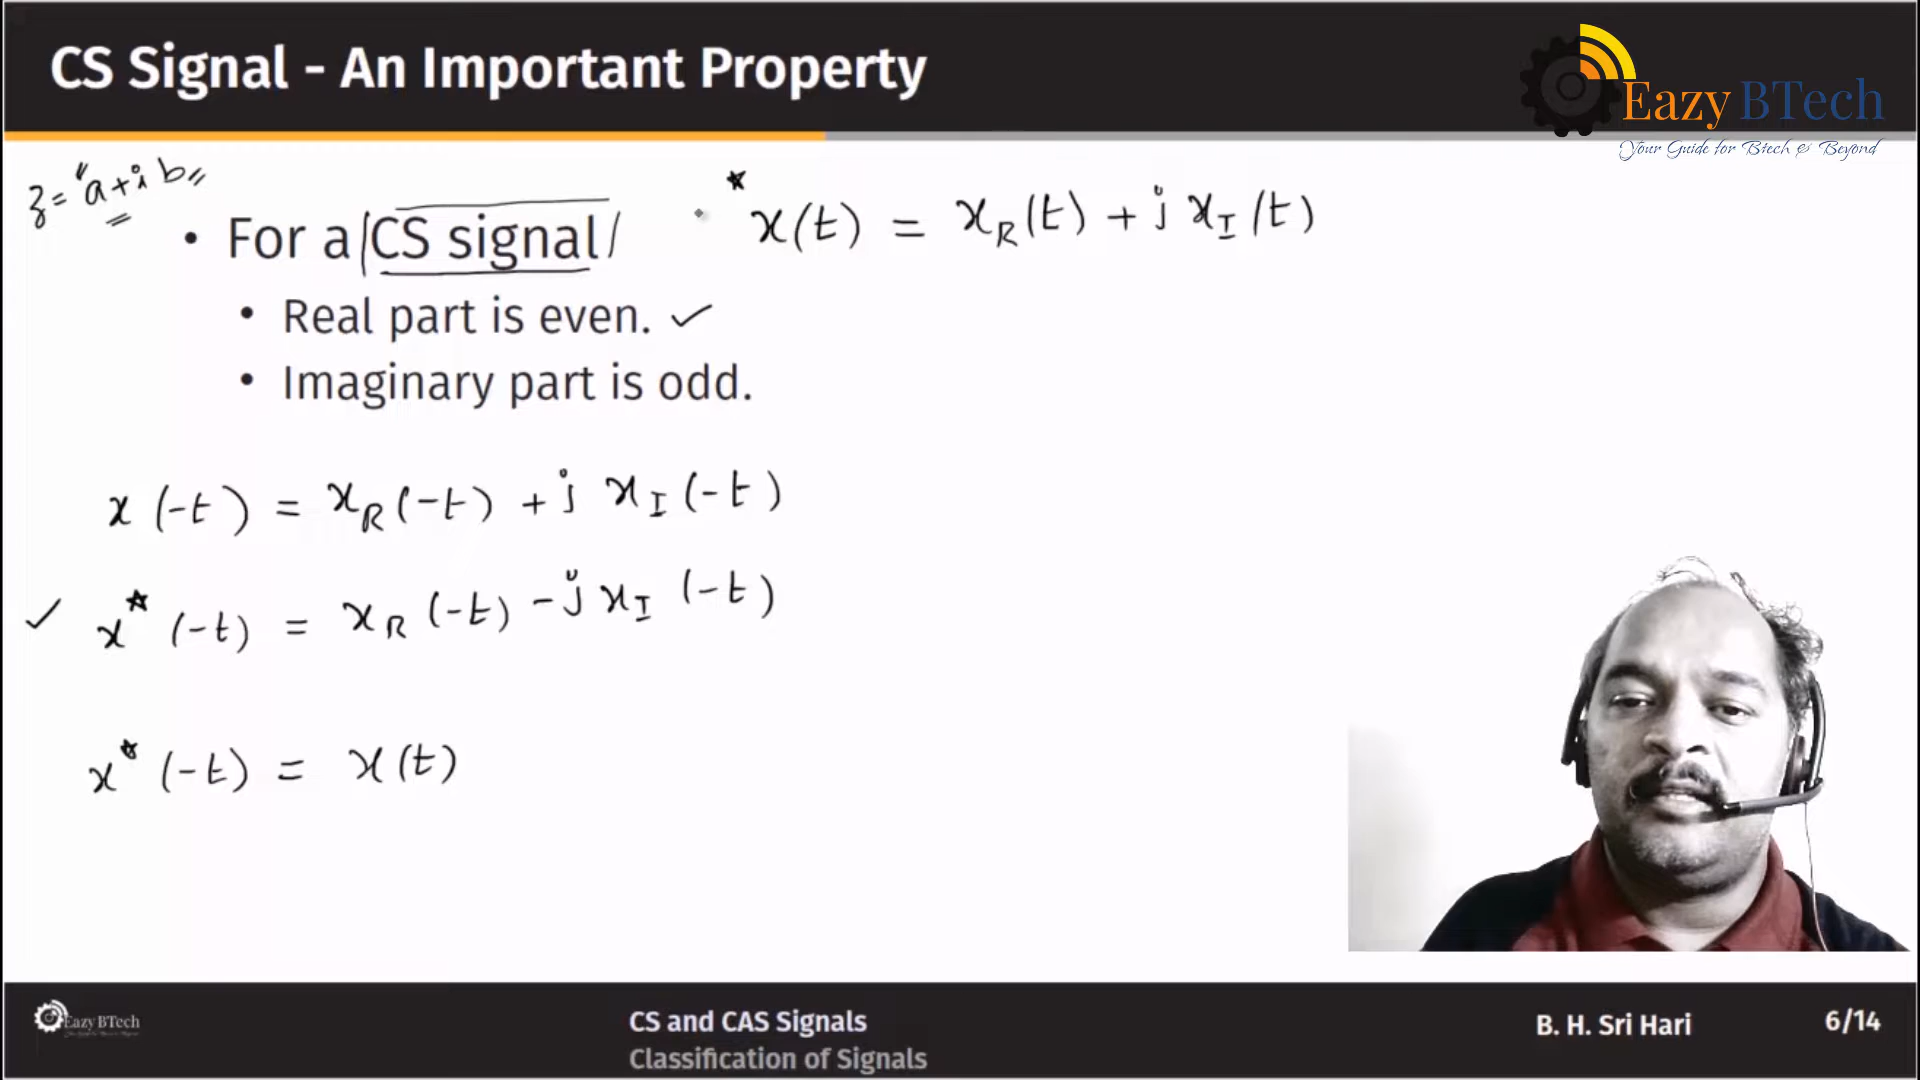 CS Signal - An Important Property
Eazy BTech
Your Guide for Btech & Beyond
z = "a+ib"
• For a CS signal
★ x(t) = x_R(t) + j x_I(t)
• Real part is even. ✓
• Imaginary part is odd.
x(-t) = x_R(-t) + j x_I(-t)
✓ x*(-t) = x_R(-t) - j x_I(-t)
x*(-t) = x(t)
Eazy BTech
CS and CAS Signals
Classification of Signals
B. H. Sri Hari
6/14